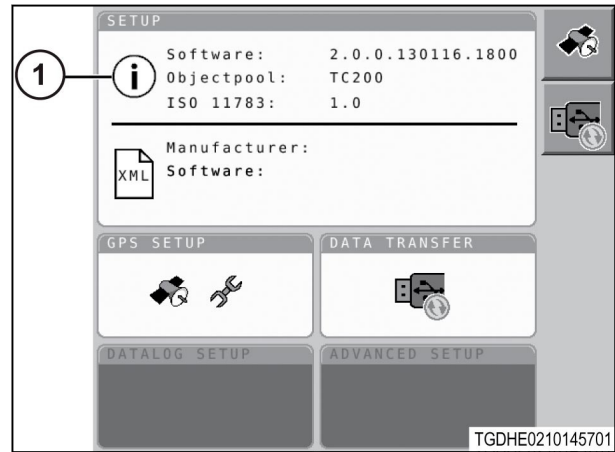 SETUP
1
i
Software: 2.0.0.130116.1800
Objectpool: TC200
ISO 11783: 1.0
XML
Manufacturer:
Software:
GPS SETUP
DATA TRANSFER
DATALOG SETUP
ADVANCED SETUP
TGDHE0210145701